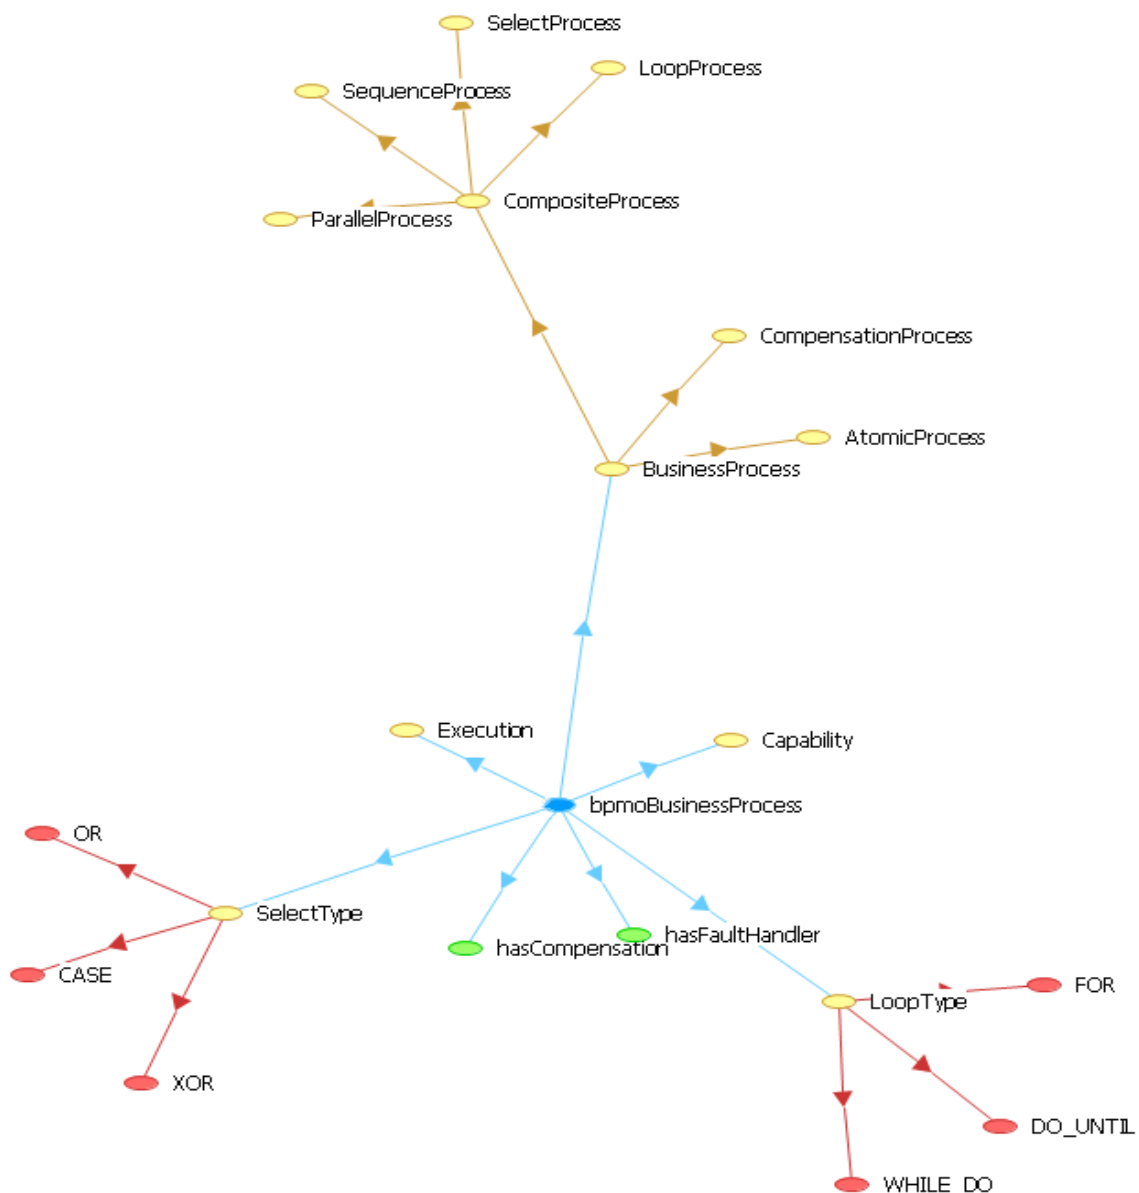 SelectProcess
LoopProcess
SequenceProcess
CompositeProcess
ParallelProcess
CompensationProcess
AtomicProcess
BusinessProcess
Execution
Capability
bpmoBusinessProcess
OR
SelectType
hasFaultHandler
hasCompensation
CASE
FOR
LoopType
XOR
DO_UNTIL
WHILE_DO